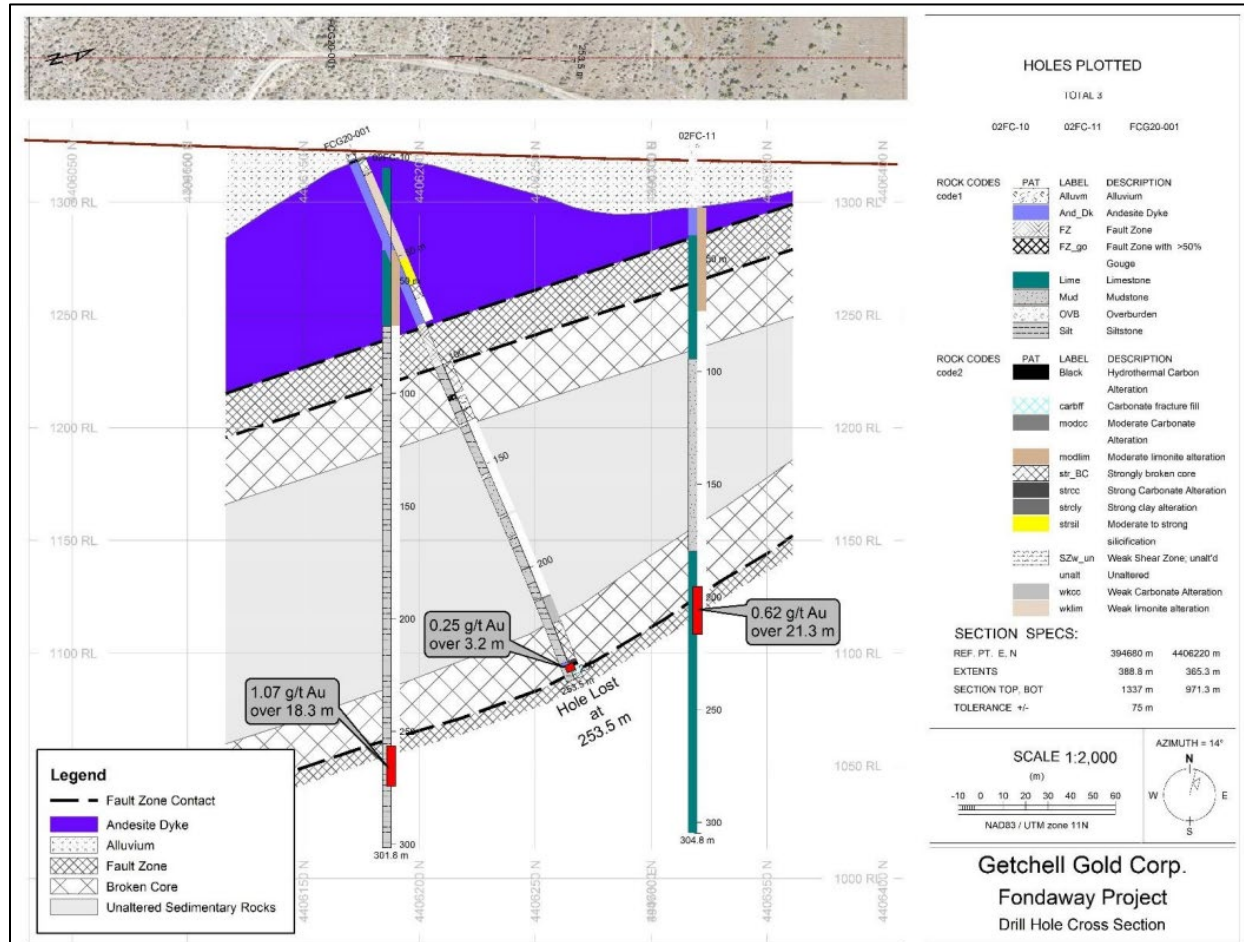 FCG20-001
253.5 m
FCG20-001
02FC-11
4406050 N
4406150 N
4406200 N
4406250 N
4406350 N
4406400 N
1300 RL
1300 RL
1250 RL
1250 RL
1200 RL
1200 RL
1150 RL
1150 RL
1100 RL
1100 RL
1050 RL
1000 RL
50 m
50 m
50 m
100
100
100
150
150
150
200
200
200
250
250
300
300
301.6 m
304.8 m
253.5 m
0.25 g/t Au
over 3.2 m
0.62 g/t Au
over 21.3 m
1.07 g/t Au
over 18.3 m
Hole Lost
at
253.5 m
4406150 N
4406200 N
4406250 N
4406350 N
4406400 N
Legend
Fault Zone Contact
Andesite Dyke
Alluvium
Fault Zone
Broken Core
Unaltered Sedimentary Rocks
HOLES PLOTTED
TOTAL 3
02FC-10 02FC-11 FCG20-001
ROCK CODES PAT LABEL DESCRIPTION
code1 Alluvm Alluvium
And_Dk Andesite Dyke
FZ Fault Zone
FZ_go Fault Zone with >50%
Gouge
Lime Limestone
Mud Mudstone
OVB Overburden
Silt Siltstone
ROCK CODES PAT LABEL DESCRIPTION
code2 Black Hydrothermal Carbon
Alteration
carbff Carbonate fracture fill
modcc Moderate Carbonate
Alteration
modlim Moderate limonite alteration
str_BC Strongly broken core
strcc Strong Carbonate Alteration
strcly Strong clay alteration
strsil Moderate to strong
silicification
SZw_un Weak Shear Zone; unalt'd
unalt Unaltered
wkcc Weak Carbonate Alteration
wklim Weak limonite alteration
SECTION SPECS:
REF. PT. E, N 394680 m 4406220 m
EXTENTS 388.8 m 365.3 m
SECTION TOP, BOT 1337 m 971.3 m
TOLERANCE +/- 75 m
SCALE 1:2,000
(m)
-10 0 10 20 30 40 50 60
NAD83 / UTM zone 11N
AZIMUTH = 14°
N
W E
S
Getchell Gold Corp.
Fondaway Project
Drill Hole Cross Section